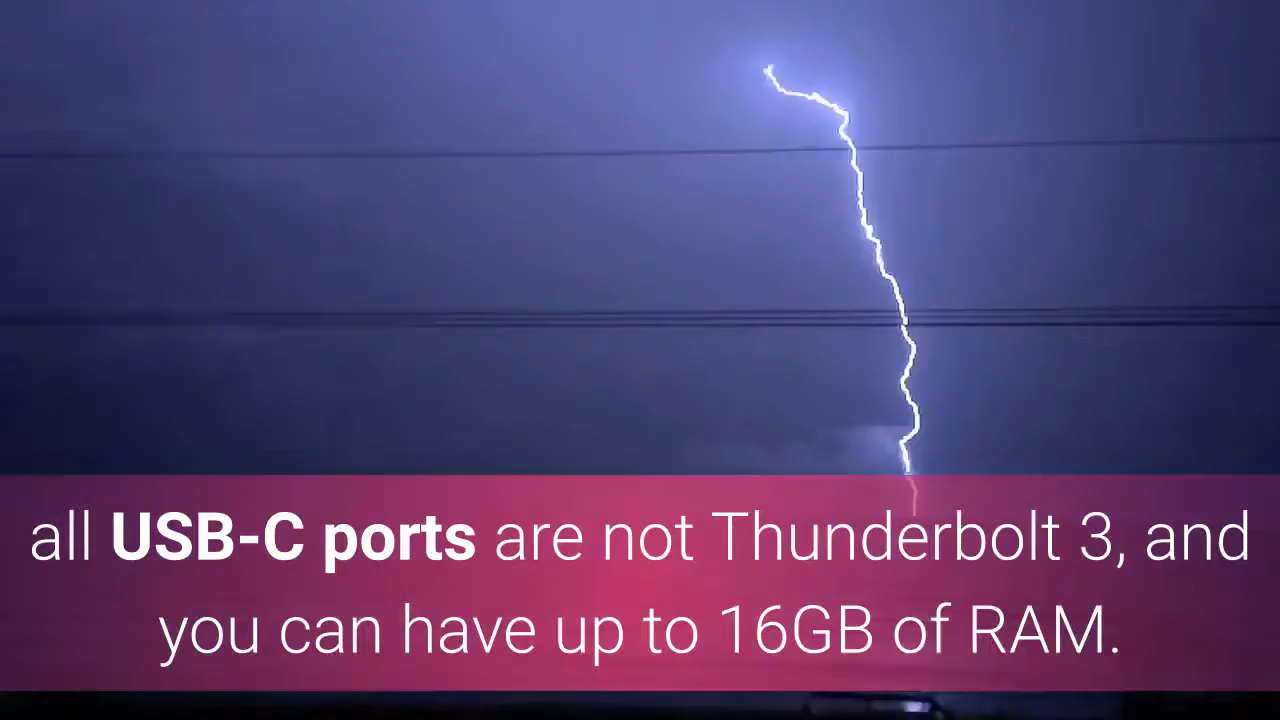 all USB-C ports are not Thunderbolt 3, and
you can have up to 16GB of RAM.